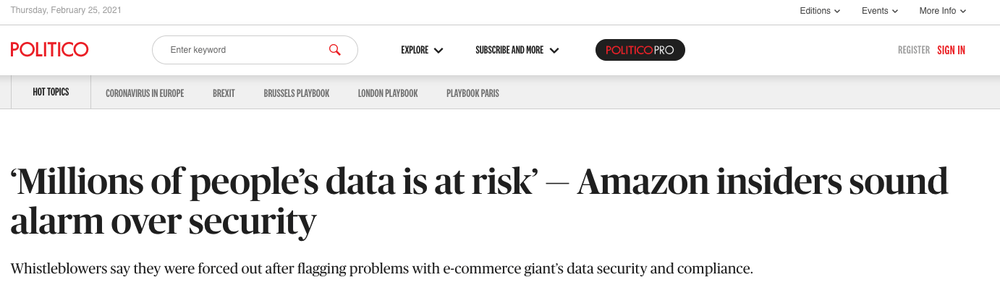 Thursday, February 25, 2021
Editions Events More Info
POLITICO Enter keyword EXPLORE SUBSCRIBE AND MORE POLITICOPRO REGISTER SIGN IN
HOT TOPICS CORONAVIRUS IN EUROPE BREXIT BRUSSELS PLAYBOOK LONDON PLAYBOOK PLAYBOOK PARIS
‘Millions of people’s data is at risk’ — Amazon insiders sound
alarm over security
Whistleblowers say they were forced out after flagging problems with e-commerce giant’s data security and compliance.